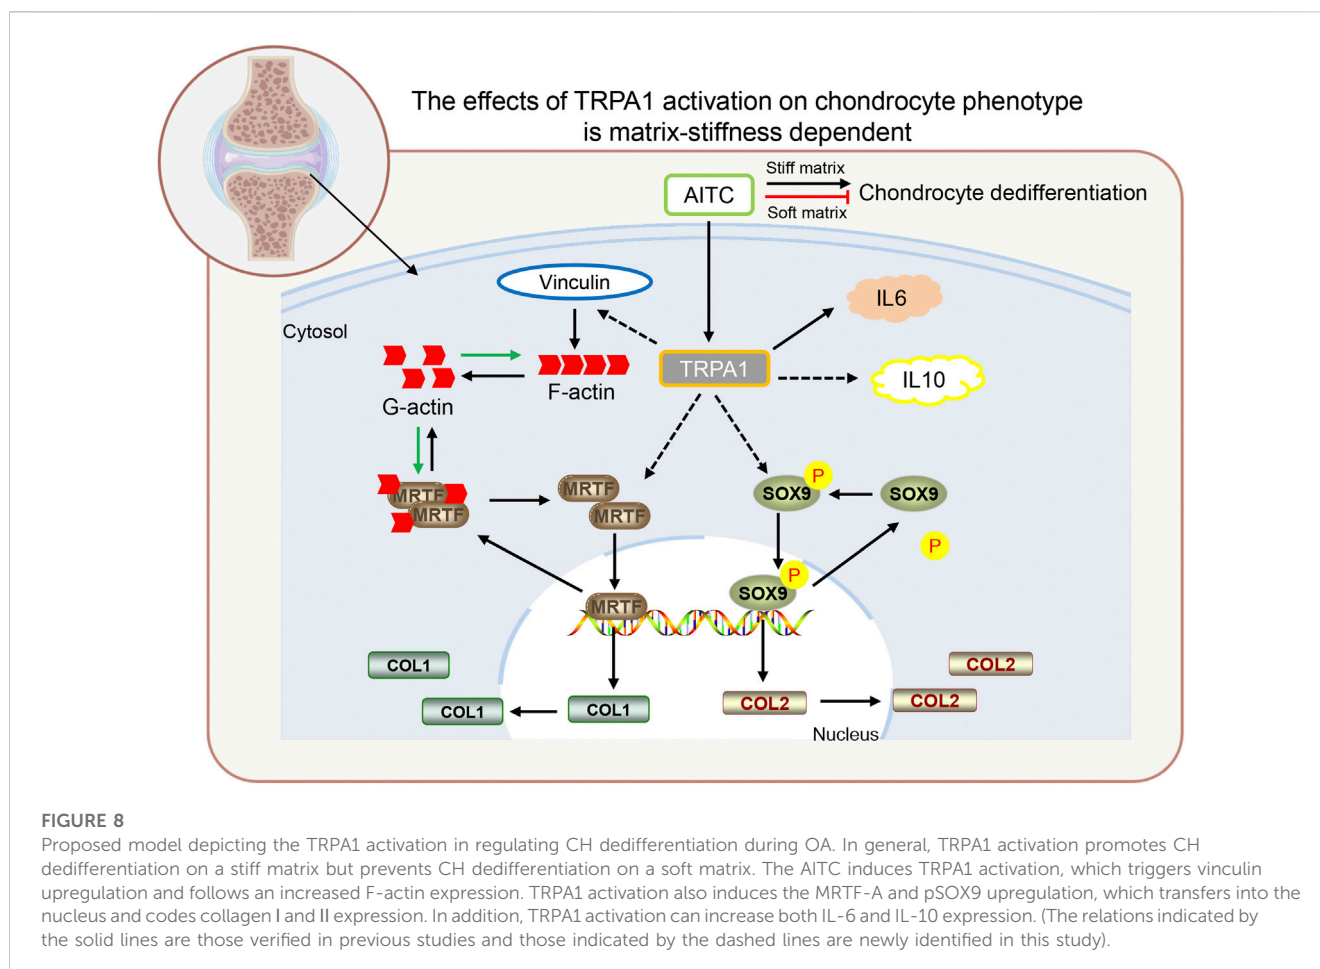 The effects of TRPA1 activation on chondrocyte phenotype
is matrix-stiffness dependent
Stiff matrix
AITC
Chondrocyte dedifferentiation
Soft matrix
Vinculin
IL6
Cytosol
TRPA1
IL10
F-actin
G-actin
MRTF
MRTF
MRTF
MRTF
P
SOX9
SOX9
P
P
MRTF
SOX9
COL1
COL2
COL1
COL1
COL2
COL2
Nucleus
FIGURE 8
Proposed model depicting the TRPA1 activation in regulating CH dedifferentiation during OA. In general, TRPA1 activation promotes CH
dedifferentiation on a stiff matrix but prevents CH dedifferentiation on a soft matrix. The AITC induces TRPA1 activation, which triggers vinculin
upregulation and follows an increased F-actin expression. TRPA1 activation also induces the MRTF-A and pSOX9 upregulation, which transfers into the
nucleus and codes collagen I and II expression. In addition, TRPA1 activation can increase both IL-6 and IL-10 expression. (The relations indicated by
the solid lines are those verified in previous studies and those indicated by the dashed lines are newly identified in this study).